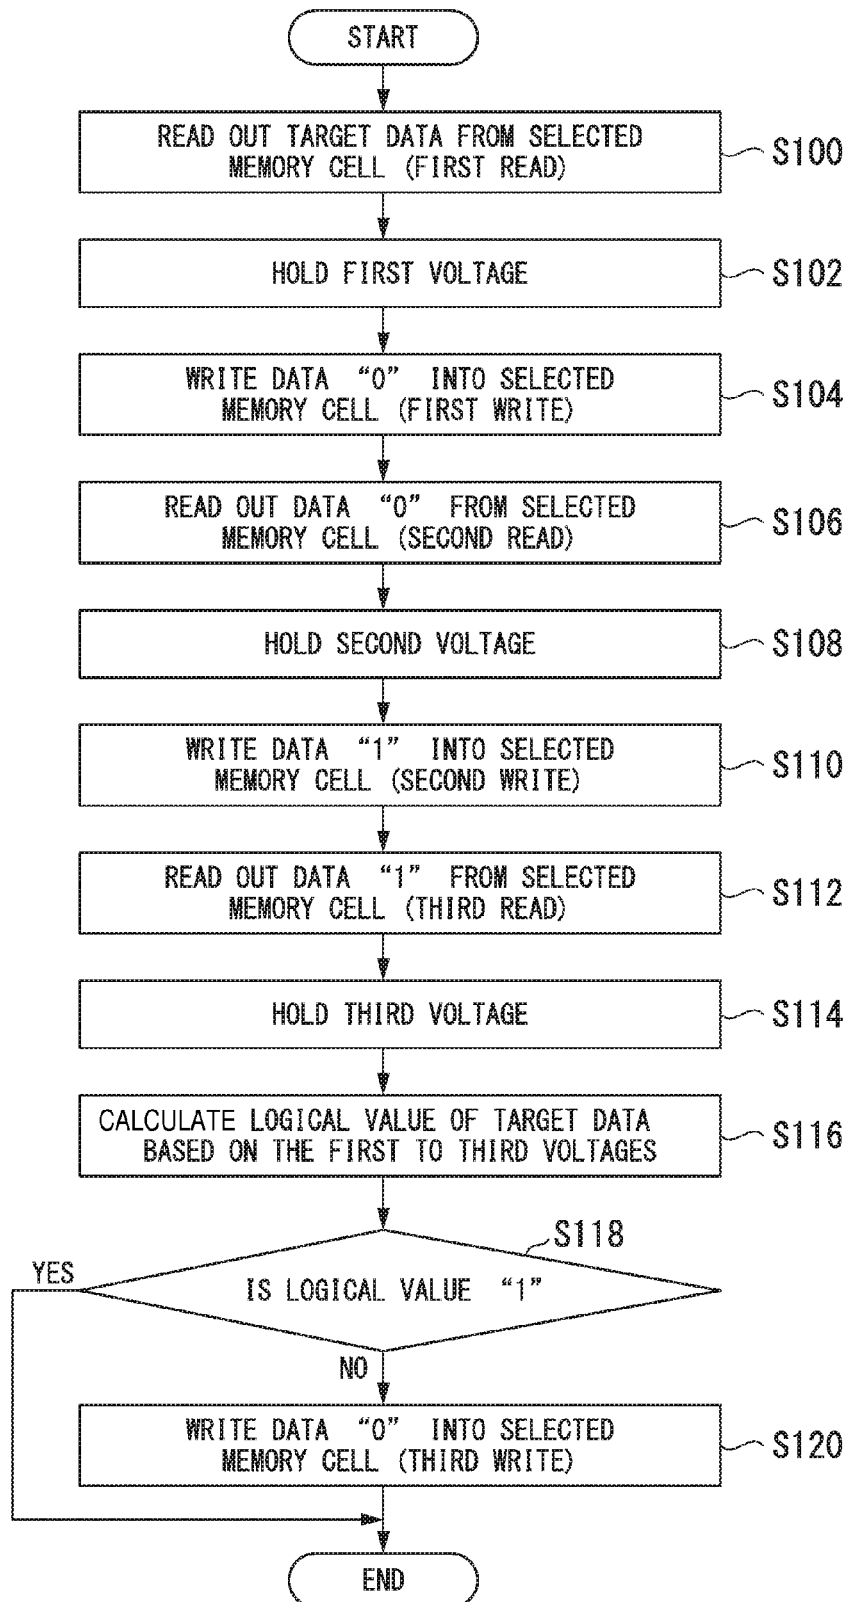 START
READ OUT TARGET DATA FROM SELECTED
MEMORY CELL (FIRST READ)
S100
HOLD FIRST VOLTAGE
S102
WRITE DATA “0” INTO SELECTED
MEMORY CELL (FIRST WRITE)
S104
READ OUT DATA “0” FROM SELECTED
MEMORY CELL (SECOND READ)
S106
HOLD SECOND VOLTAGE
S108
WRITE DATA “1” INTO SELECTED
MEMORY CELL (SECOND WRITE)
S110
READ OUT DATA “1” FROM SELECTED
MEMORY CELL (THIRD READ)
S112
HOLD THIRD VOLTAGE
S114
CALCULATE LOGICAL VALUE OF TARGET DATA
BASED ON THE FIRST TO THIRD VOLTAGES
S116
S118
YES
IS LOGICAL VALUE “1”
NO
WRITE DATA “0” INTO SELECTED
MEMORY CELL (THIRD WRITE)
S120
END